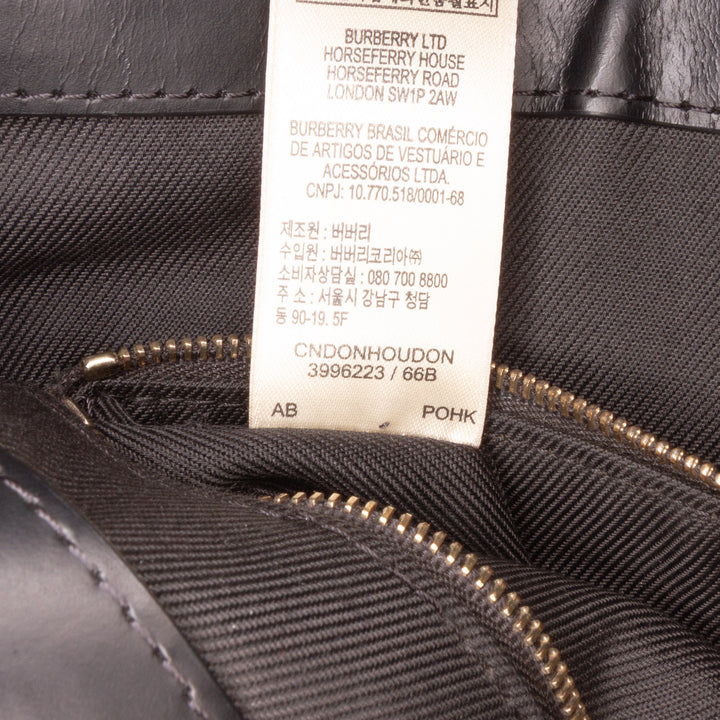 BURBERRY LTD
HORSEFERRY HOUSE
HORSEFERRY ROAD
LONDON SW1P 2AW
BURBERRY BRASIL COMÉRCIO
DE ARTIGOS DE VESTUÁRIO E
ACESSÓRIOS LTDA.
CNPJ: 10.770.518/0001-68
제조원 : 버버리
수입원 : 버버리코리아㈜
소비자상담실 : 080 700 8800
주 소 : 서울시 강남구 청담
동 90-19. 5F
CNDONHOUDON
3996223 / 66B
AB POHK